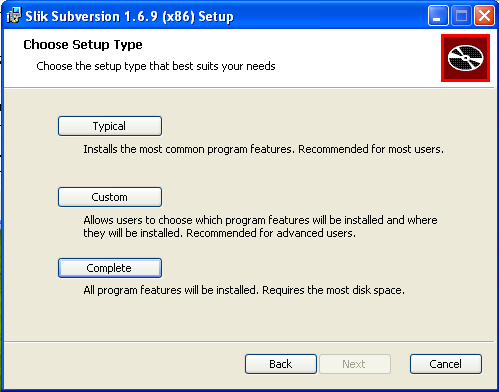 Slik Subversion 1.6.9 (x86) Setup
Choose Setup Type
Choose the setup type that best suits your needs
Typical
Installs the most common program features. Recommended for most users.
Custom
Allows users to choose which program features will be installed and where
they will be installed. Recommended for advanced users.
Complete
All program features will be installed. Requires the most disk space.
Back
Next
Cancel